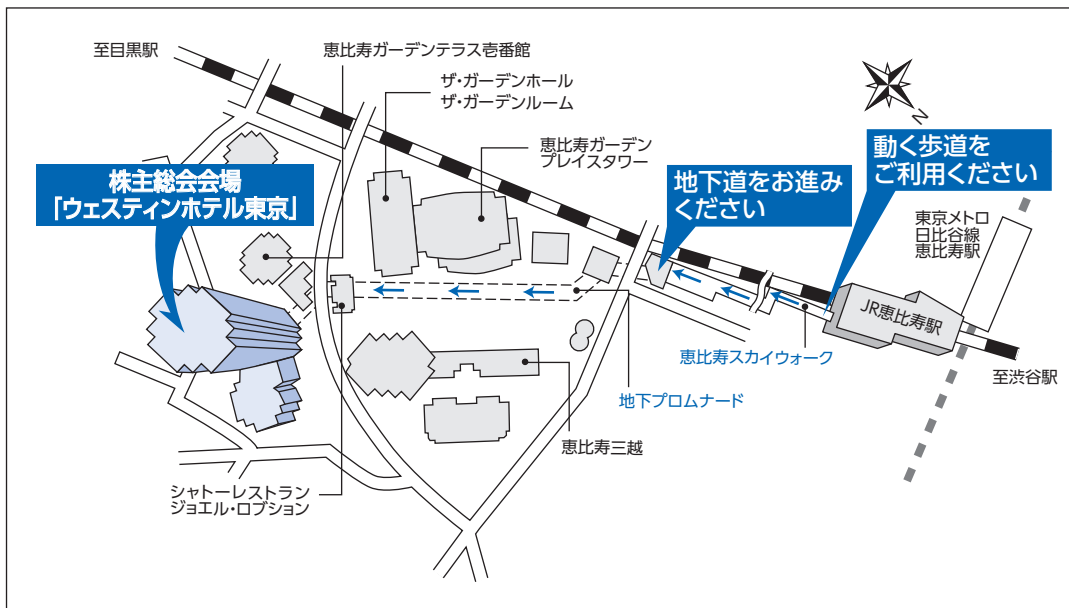 至目黒駅
恵比寿ガーデンテラス壱番館
ザ・ガーデンホール
ザ・ガーデンルーム
恵比寿ガーデン
プレイスタワー
N
動く歩道を
ご利用ください
地下道をお進み
ください
株主総会会場
「ウェスティンホテル東京」
東京メトロ
日比谷線
恵比寿駅
JR恵比寿駅
恵比寿スカイウォーク
至渋谷駅
地下プロムナード
恵比寿三越
シャトーレストラン
ジョエル・ロブション